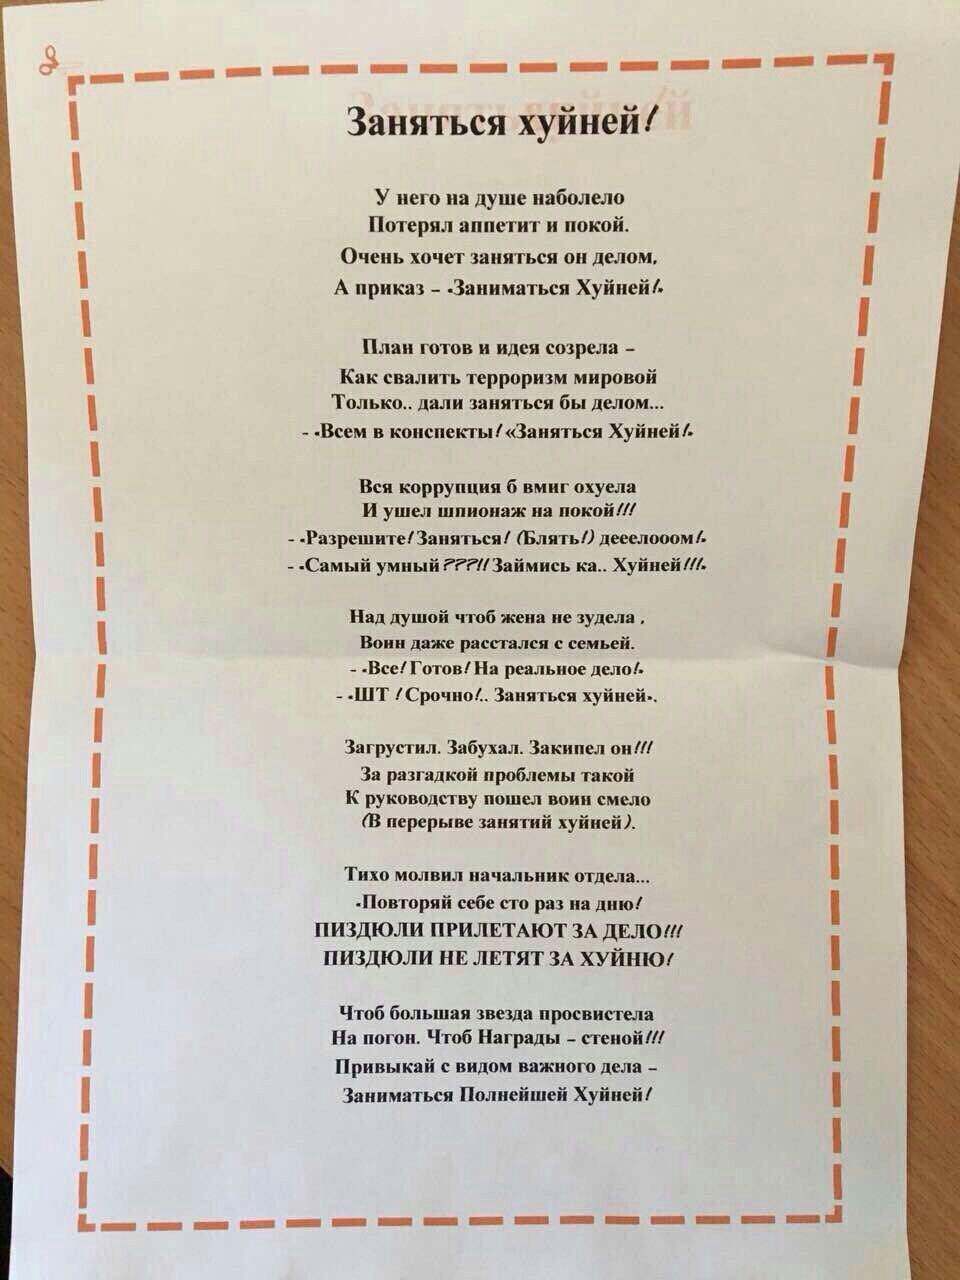 Заняться хуйней!
У него на душе наболело
Потерял аппетит и покой.
Очень хочет заняться он делом,
А приказ – «Заниматься Хуйней!»
План готов и идея созрела –
Как свалить терроризм мировой
Только.. дали заняться бы делом...
- «Всем в конспекты! «Заняться Хуйней!»
Вся коррупция б вмиг охуела
И ушел шпионаж на покой!!!
- «Разрешите! Заняться! (Блять!) дееелооом!»
- «Самый умный???!! Займись ка.. Хуйней!!!»
Над душой чтоб жена не зудела ,
Воин даже расстался с семьей.
- «Все! Готов! На реальное дело!»
- «ШТ ! Срочно!.. Заняться хуйней».
Загрустил. Забухал. Закипел он!!!
За разгадкой проблемы такой
К руководству пошел воин смело
(В перерыве занятий хуйней).
Тихо молвил начальник отдела...
«Повторяй себе сто раз на дню!
ПИЗДЮЛИ ПРИЛЕТАЮТ ЗА ДЕЛО!!!
ПИЗДЮЛИ НЕ ЛЕТЯТ ЗА ХУЙНЮ!
Чтоб большая звезда просвистела
На погон. Чтоб Награды – стеной!!!
Привыкай с видом важного дела –
Заниматься Полнейшей Хуйней!